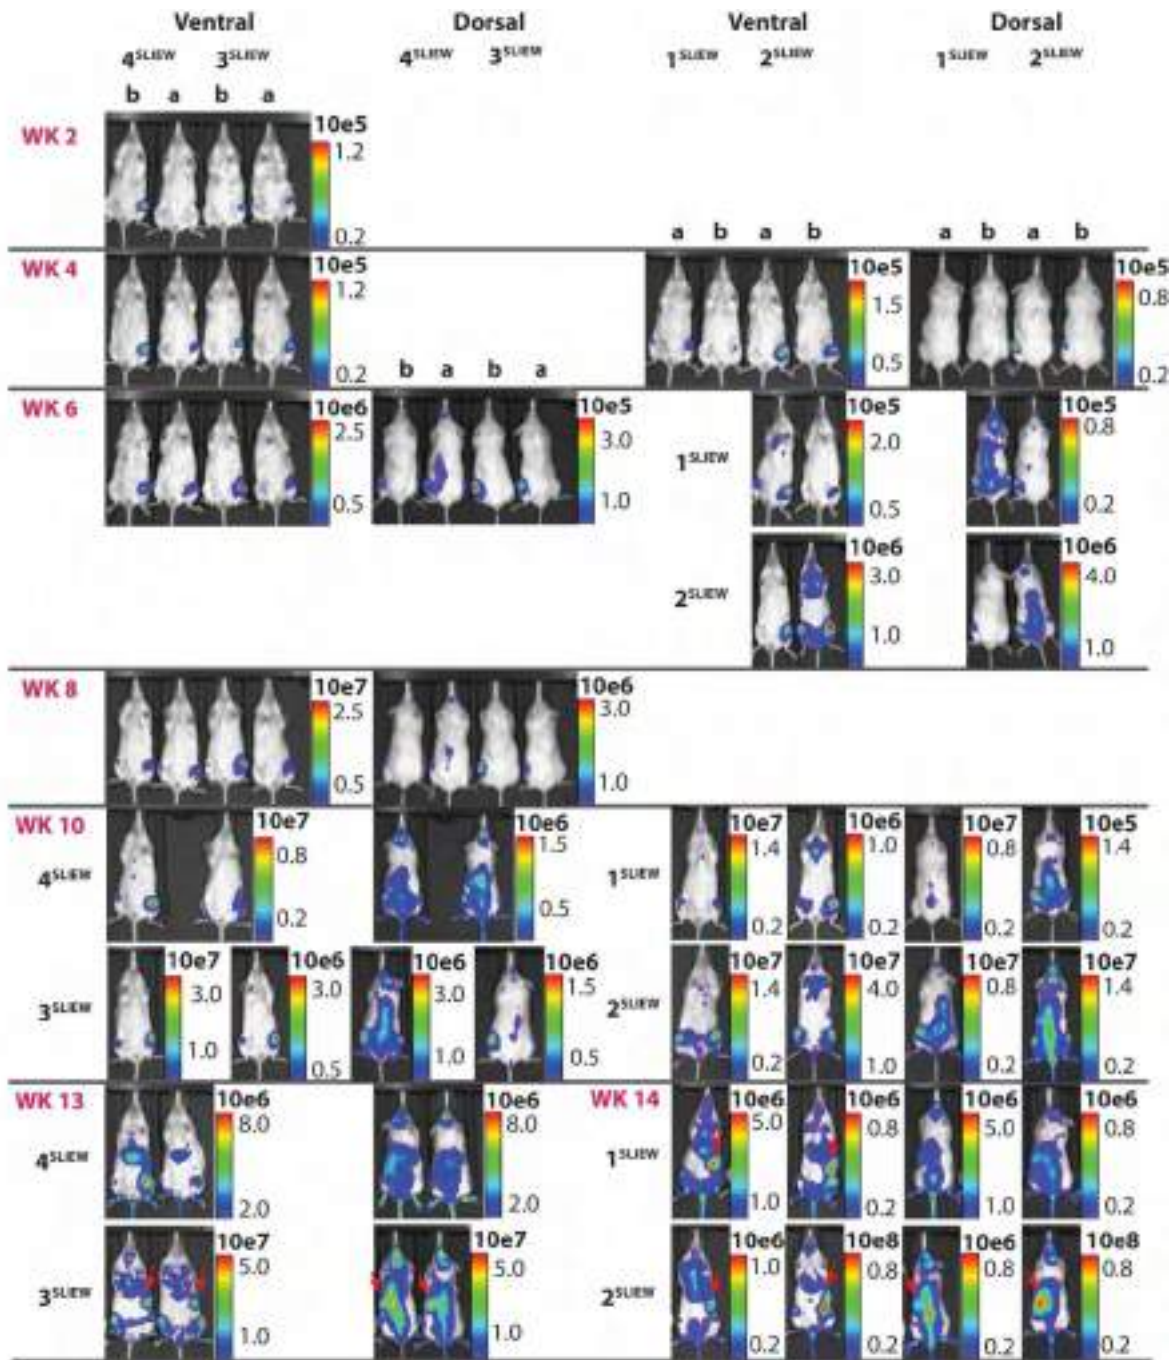 Ventral Dorsal Ventral Dorsal
4SLIEW 3SLIEW 4SLIEW 3SLIEW 1SLIEW 2SLIEW 1SLIEW 2SLIEW
b a b a
WK 2 10e5
1.2
0.2
a b a b a b a b
WK 4 10e5 10e5 10e5
1.2 1.5 0.8
0.2 0.5 0.2
b a b a
WK 6 10e6 10e5 10e5 10e5
2.5 3.0 1SLIEW 2.0 0.8
0.5 1.0 0.5 0.2
10e6 10e6
2SLIEW 3.0 4.0
1.0 1.0
WK 8 10e7 10e6
2.5 3.0
0.5 1.0
WK 10 10e7 10e6 10e7 10e6 10e7 10e5
4SLIEW 0.8 1.5 1SLIEW 1.4 1.0 0.8 1.4
0.2 0.5 0.2 0.2 0.2 0.2
10e7 10e6 10e6 10e6 10e7 10e7 10e7 10e7
3SLIEW 3.0 3.0 3.0 1.5 2SLIEW 1.4 4.0 0.8 1.4
1.0 0.5 1.0 0.5 0.2 1.0 0.2 0.2
WK 13 10e6 10e6 WK 14 10e6 10e6 10e6 10e6
4SLIEW 8.0 8.0 1SLIEW 5.0 0.8 5.0 0.8
2.0 2.0 1.0 0.2 1.0 0.2
10e7 10e7 10e6 10e8 10e6 10e8
3SLIEW 5.0 5.0 2SLIEW 1.0 0.8 0.8 0.8
1.0 1.0 0.2 0.2 0.2 0.2